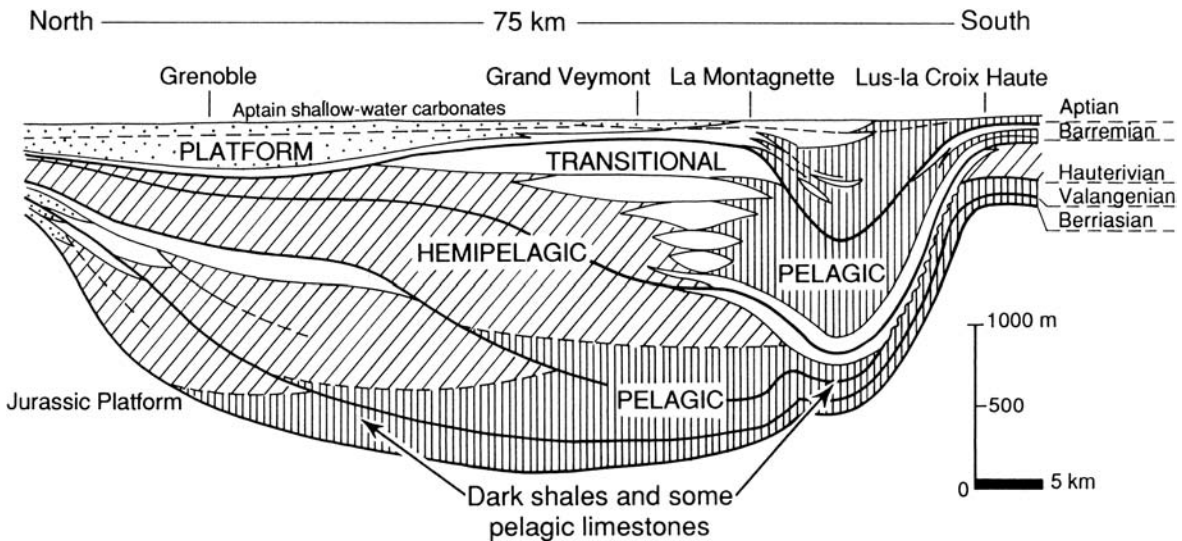 North 75 km South
Grenoble Grand Veymont La Montagnette Lus-la Croix Haute
Aptain shallow-water carbonates
Aptian
PLATFORM
Barremian
TRANSITIONAL
Hauterivian
Valangenian
Berriasian
HEMIPELAGIC
PELAGIC
1000 m
Jurassic Platform
PELAGIC
500
0
5 km
Dark shales and some
pelagic limestones